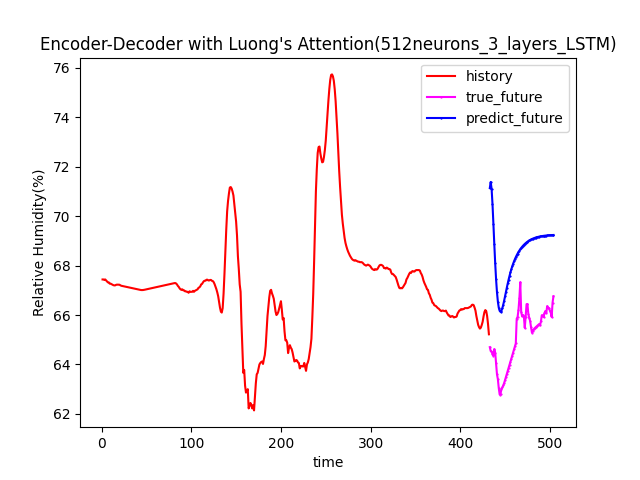 Encoder-Decoder with Luong's Attention(512neurons_3_layers_LSTM)
history
true_future
predict_future
Relative Humidity(%)
76
74
72
70
68
66
64
62
0 100 200 300 400 500
time